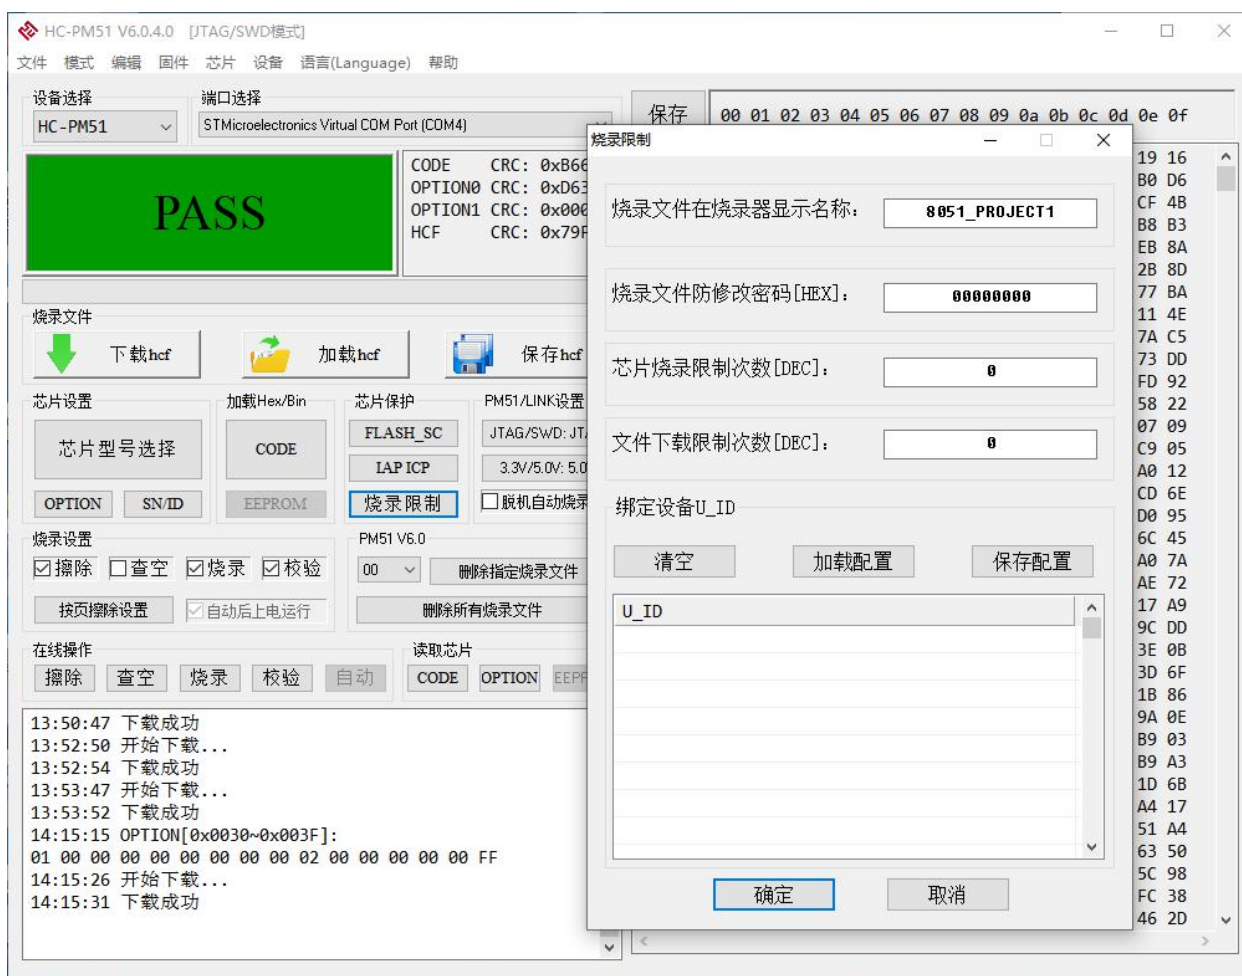 HC-PM51 V6.0.4.0 [JTAG/SWD模式]
文件 模式 编辑 固件 芯片 设备 语言(Language) 帮助
设备选择
HC-PM51
端口选择
STMicroelectronics Virtual COM Port (COM4)
保存
00 01 02 03 04 05 06 07 08 09 0a 0b 0c 0d 0e 0f
PASS
CODE CRC: 0xB66
OPTION0 CRC: 0xD63
OPTION1 CRC: 0x000
HCF CRC: 0x79F
烧录文件
下载hcf
加载hcf
保存hcf
芯片设置
芯片型号选择
OPTION
SN/ID
加载Hex/Bin
CODE
EEPROM
芯片保护
FLASH_SC
IAP ICP
烧录限制
PM51/LINK设置
JTAG/SWD: JT
3.3V/5.0V: 5.0
脱机自动烧录
烧录设置
擦除 查空 烧录 校验
按页擦除设置
自动后上电运行
PM51 V6.0
00
删除指定烧录文件
删除所有烧录文件
在线操作
擦除 查空 烧录 校验 自动
读取芯片
CODE OPTION EEPF
13:50:47 下载成功
13:52:50 开始下载...
13:52:54 下载成功
13:53:47 开始下载...
13:53:52 下载成功
14:15:15 OPTION[0x0030~0x003F]:
01 00 00 00 00 00 00 00 00 02 00 00 00 00 00 FF
14:15:26 开始下载...
14:15:31 下载成功
烧录限制
烧录文件在烧录器显示名称:
8051_PROJECT1
烧录文件防修改密码[HEX]:
00000000
芯片烧录限制次数[DEC]:
0
文件下载限制次数[DEC]:
0
绑定设备U_ID
清空
加载配置
保存配置
U_ID
确定
取消
19 16
B0 D6
CF 4B
B8 B3
EB 8A
2B 8D
77 BA
11 4E
7A C5
73 DD
FD 92
58 22
07 09
C9 05
A0 12
CD 6E
D0 95
6C 45
A0 7A
AE 72
17 A9
9C DD
3E 0B
3D 6F
1B 86
9A 0E
B9 03
B9 A3
1D 6B
A4 17
51 A4
63 50
5C 98
FC 38
46 2D